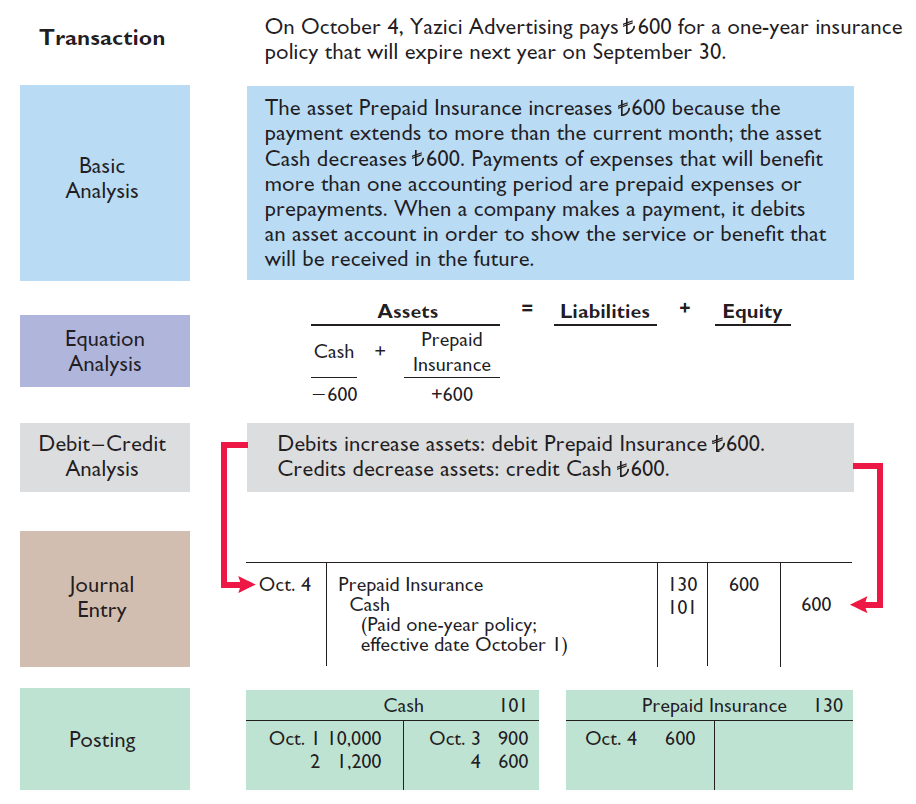 Transaction
On October 4, Yazici Advertising pays ₺600 for a one-year insurance
policy that will expire next year on September 30.
Basic
Analysis
The asset Prepaid Insurance increases ₺600 because the
payment extends to more than the current month; the asset
Cash decreases ₺600. Payments of expenses that will benefit
more than one accounting period are prepaid expenses or
prepayments. When a company makes a payment, it debits
an asset account in order to show the service or benefit that
will be received in the future.
Equation
Analysis
Assets = Liabilities + Equity
Cash + Prepaid
Insurance
−600 +600
Debit–Credit
Analysis
Debits increase assets: debit Prepaid Insurance ₺600.
Credits decrease assets: credit Cash ₺600.
Journal
Entry
Oct. 4 Prepaid Insurance 130 600
Cash 101 600
(Paid one-year policy;
effective date October 1)
Posting
Cash 101
Oct. 1 10,000 Oct. 3 900
2 1,200 4 600
Prepaid Insurance 130
Oct. 4 600